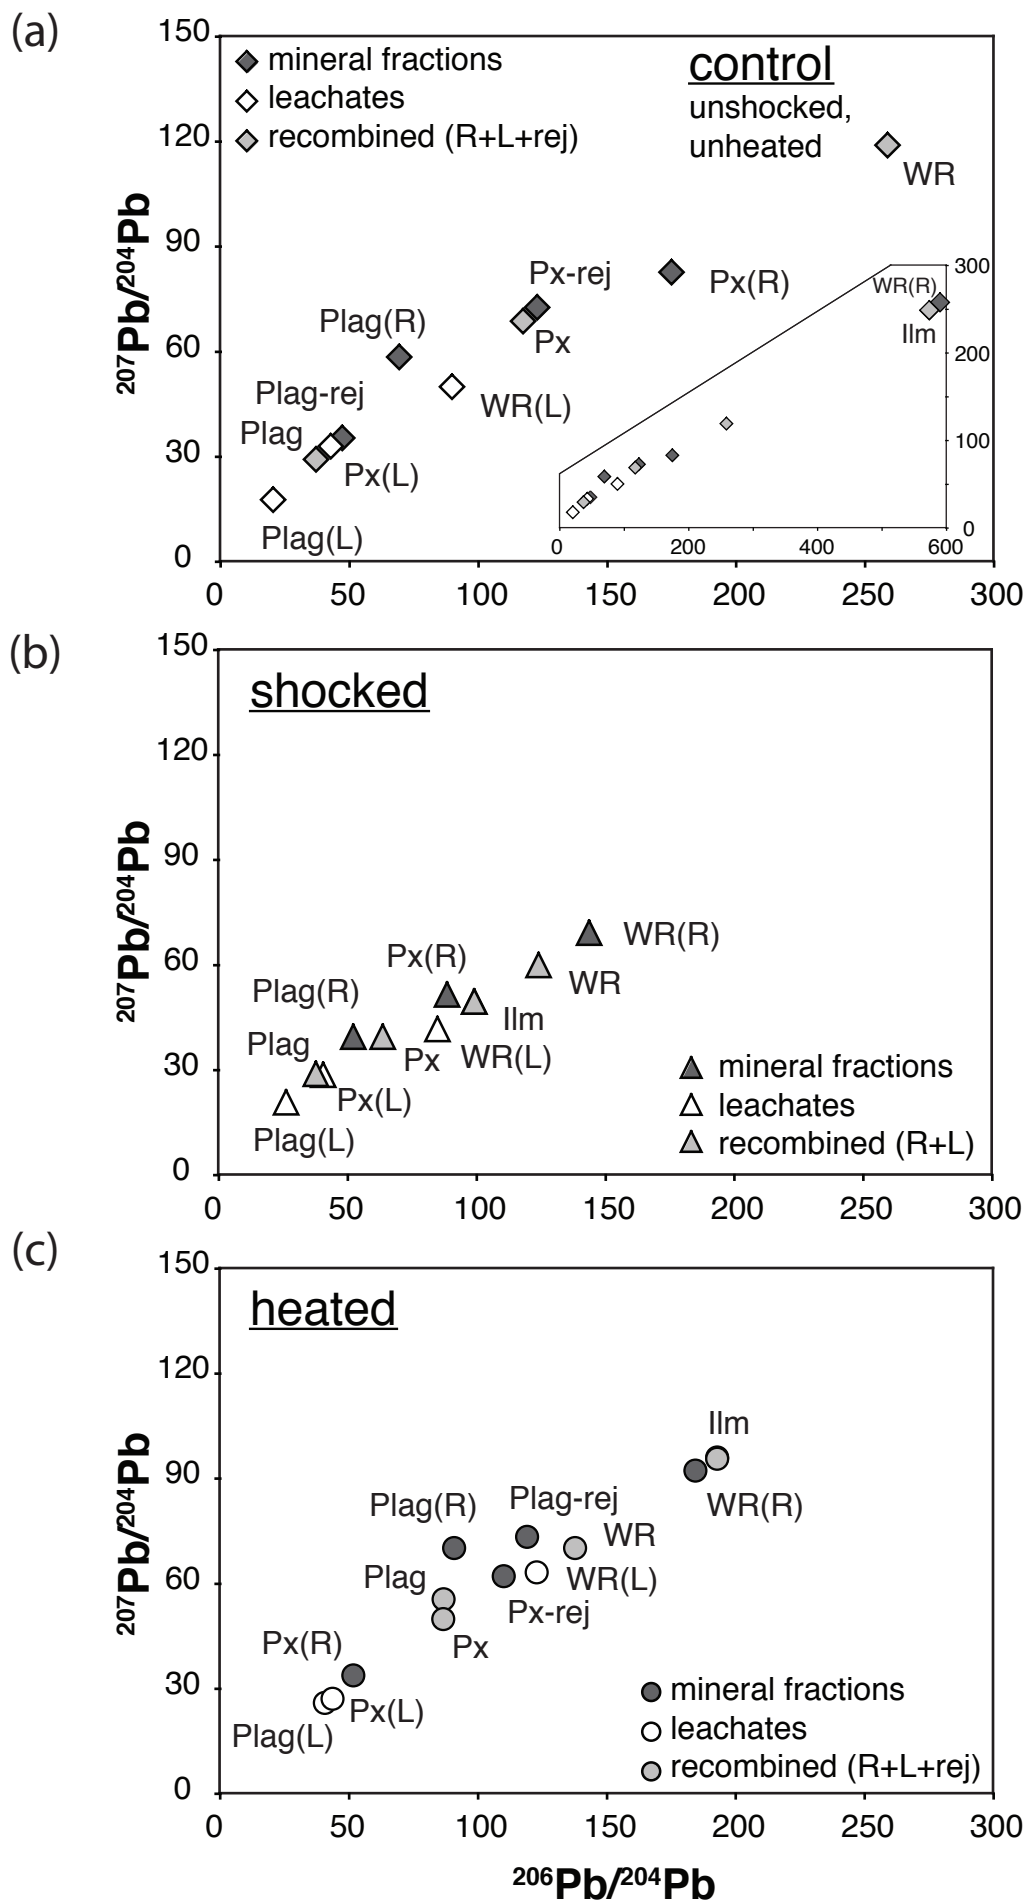 (a)
150
mineral fractions
leachates
recombined (R+L+rej)
control
unshocked,
unheated
120
WR
90
207Pb/204Pb
Px-rej
Px(R)
300
WR(R)
Ilm
Plag(R)
Px
60
200
Plag-rej
WR(L)
Plag
100
30
Px(L)
Plag(L)
0
0
0
200
400
600
0
50
100
150
200
250
300
(b)
150
shocked
120
90
207Pb/204Pb
WR(R)
Px(R)
60
WR
Plag(R)
Ilm
Plag
Px
WR(L)
30
Px(L)
mineral fractions
Plag(L)
leachates
recombined (R+L)
0
0
50
100
150
200
250
300
(c)
150
heated
120
Ilm
90
207Pb/204Pb
Plag(R)
Plag-rej
WR(R)
WR
Plag
WR(L)
60
Px-rej
Px(R)
Px
30
Px(L)
mineral fractions
Plag(L)
leachates
recombined (R+L+rej)
0
0
50
100
150
200
250
300
206Pb/204Pb